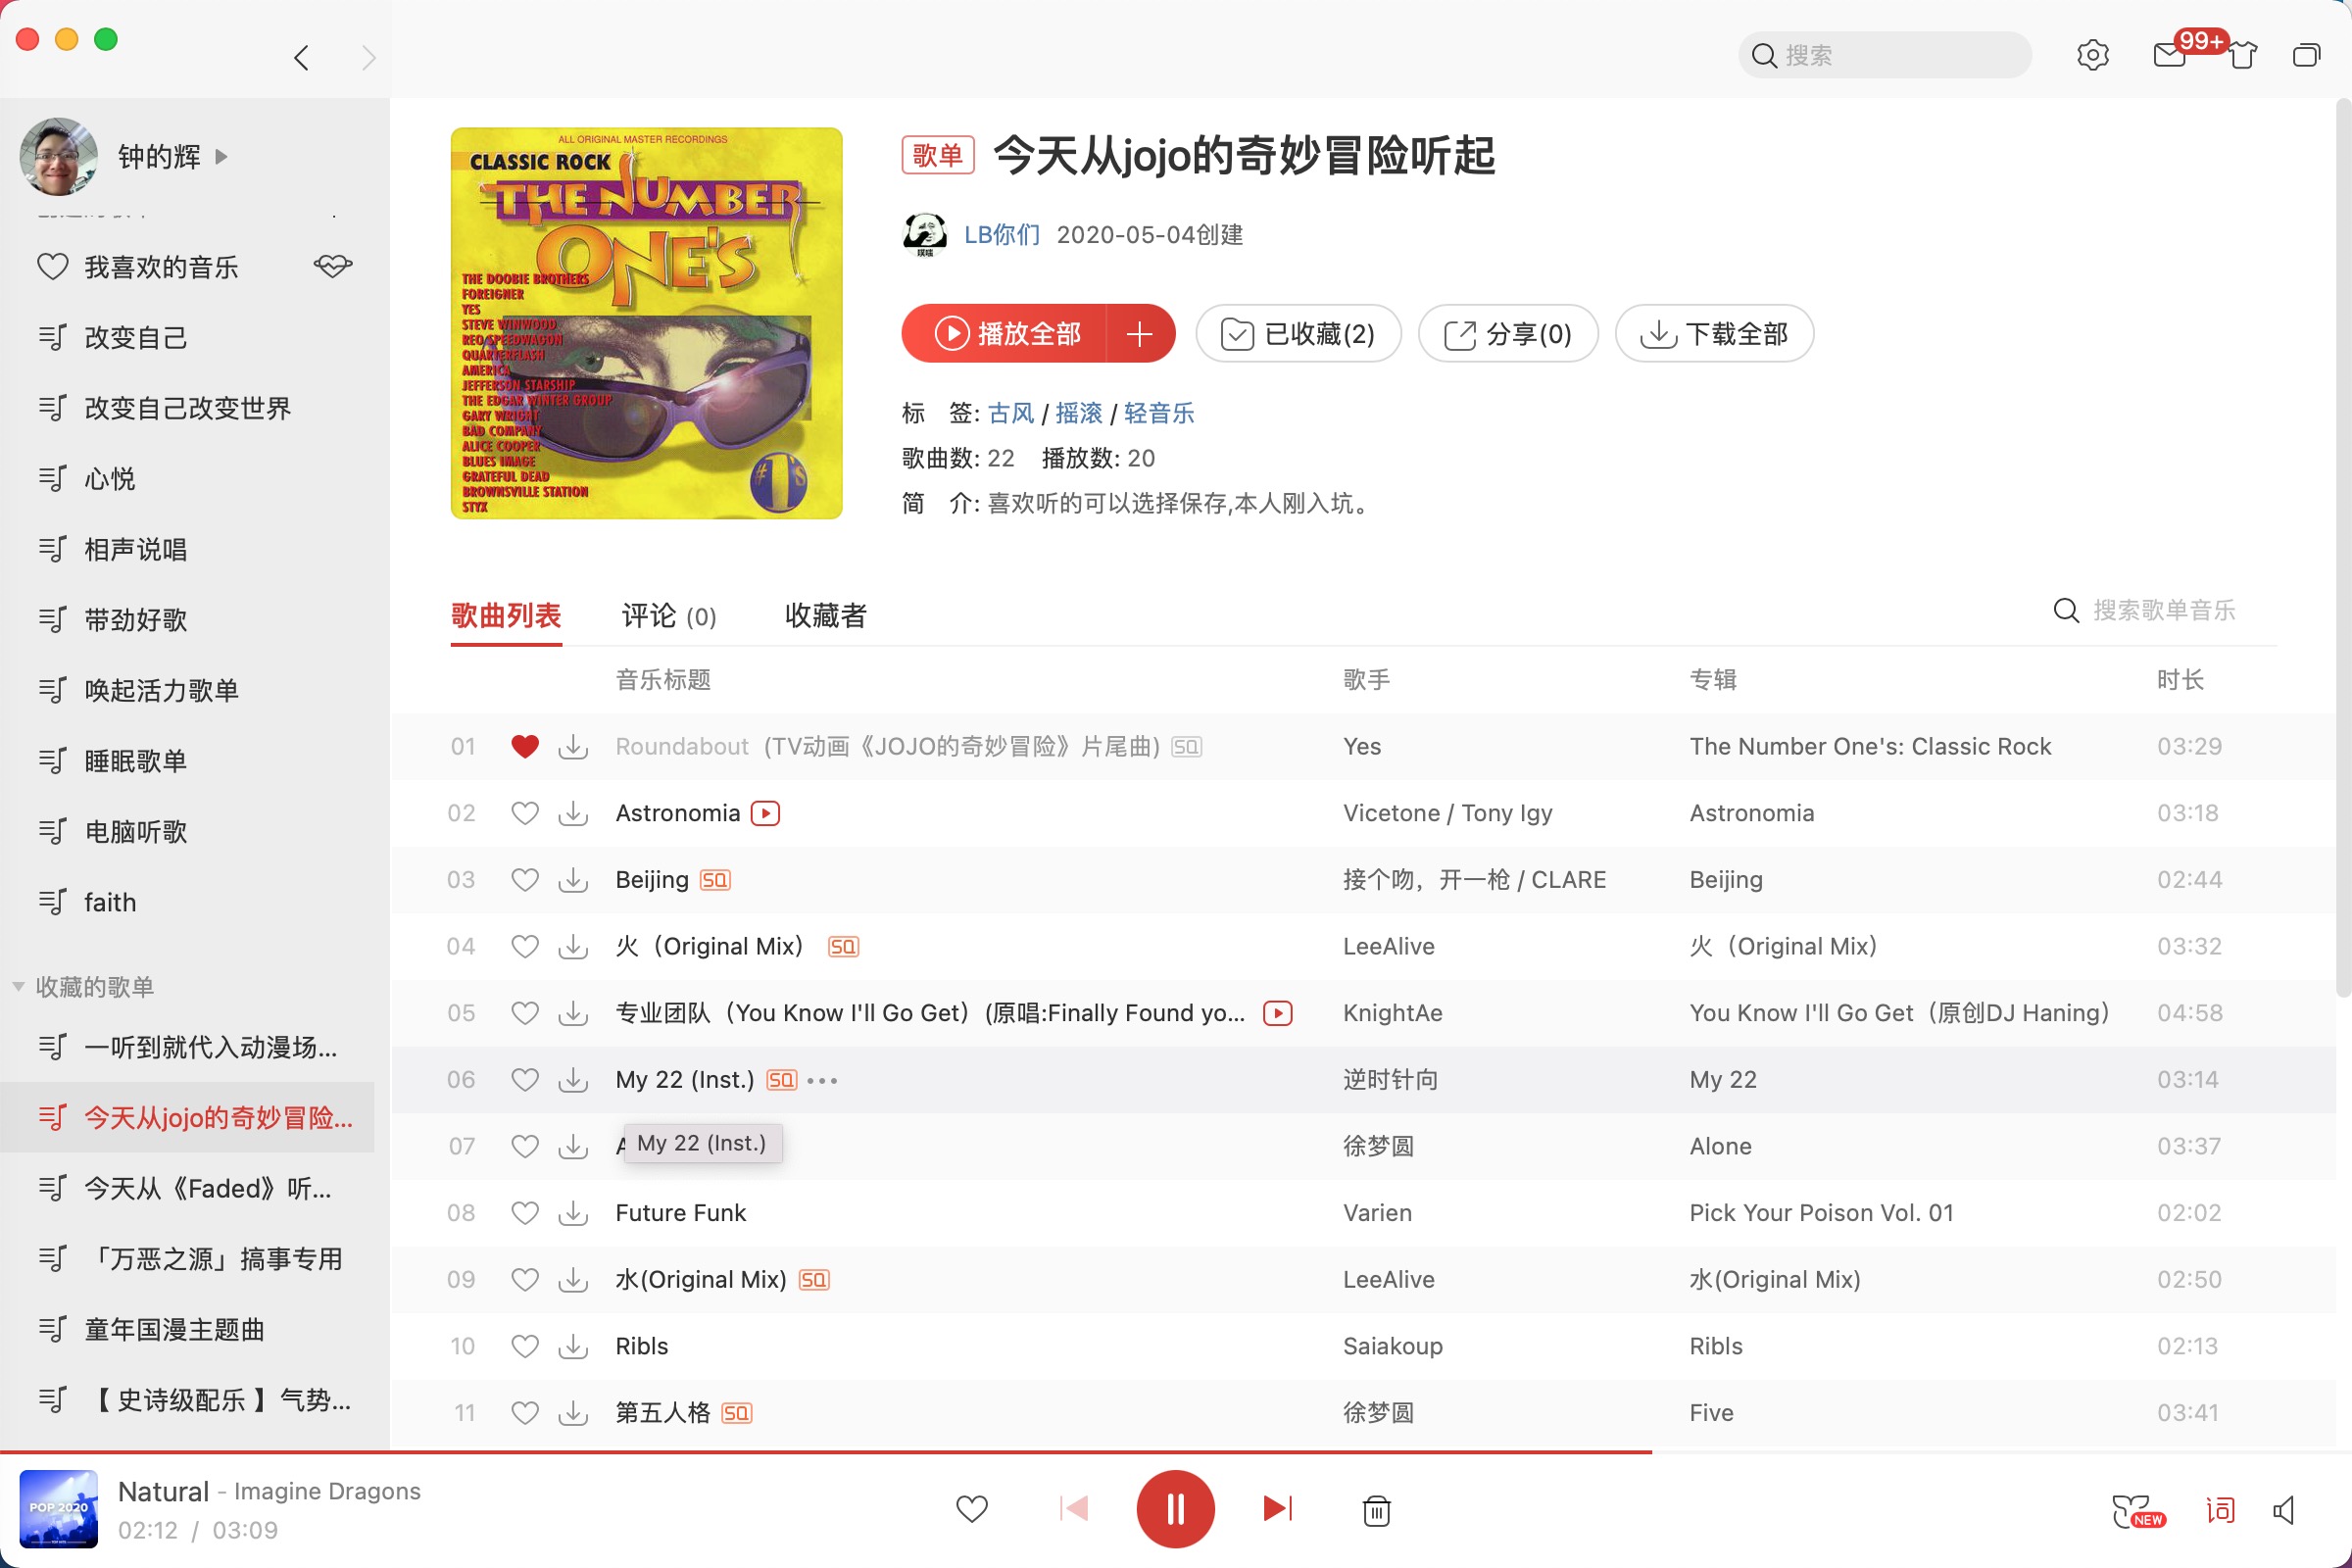 搜索
99+
钟的辉
我喜欢的音乐
改变自己
改变自己改变世界
心悦
相声说唱
带劲好歌
唤起活力歌单
睡眠歌单
电脑听歌
faith
收藏的歌单
一听到就代入动漫场...
今天从jojo的奇妙冒险...
今天从《Faded》听...
「万恶之源」搞事专用
童年国漫主题曲
【 史诗级配乐 】气势...
ALL ORIGINAL MASTER RECORDINGS
CLASSIC ROCK
THE NUMBER
ONE'S
THE DOOBIE BROTHERS
FOREIGNER
YES
STEVE WINWOOD
REO SPEEDWAGON
QUARTERFLASH
AMERICA
JEFFERSON STARSHIP
THE EDGAR WINTER GROUP
GARY WRIGHT
BAD COMPANY
ALICE COOPER
BLUES IMAGE
GRATEFUL DEAD
BROWNSVILLE STATION
STYX
#1's
歌单 今天从jojo的奇妙冒险听起
LB你们 2020-05-04创建
播放全部 已收藏(2) 分享(0) 下载全部
标 签: 古风 / 摇滚 / 轻音乐
歌曲数: 22 播放数: 20
简 介: 喜欢听的可以选择保存,本人刚入坑。
歌曲列表 评论 (0) 收藏者 搜索歌单音乐
音乐标题 歌手 专辑 时长
01 Roundabout (TV动画《JOJO的奇妙冒险》片尾曲) SQ Yes The Number One's: Classic Rock 03:29
02 Astronomia Vicetone / Tony Igy Astronomia 03:18
03 Beijing SQ 接个吻，开一枪 / CLARE Beijing 02:44
04 火（Original Mix） SQ LeeAlive 火（Original Mix） 03:32
05 专业团队（You Know I'll Go Get）(原唱:Finally Found yo... KnightAe You Know I'll Go Get（原创DJ Haning） 04:58
06 My 22 (Inst.) SQ ••• 逆时针向 My 22 03:14
07 A My 22 (Inst.) 徐梦圆 Alone 03:37
08 Future Funk Varien Pick Your Poison Vol. 01 02:02
09 水(Original Mix) SQ LeeAlive 水(Original Mix) 02:50
10 Ribls Saiakoup Ribls 02:13
11 第五人格 SQ 徐梦圆 Five 03:41
POP 2020
Natural - Imagine Dragons
02:12 / 03:09
NEW 词